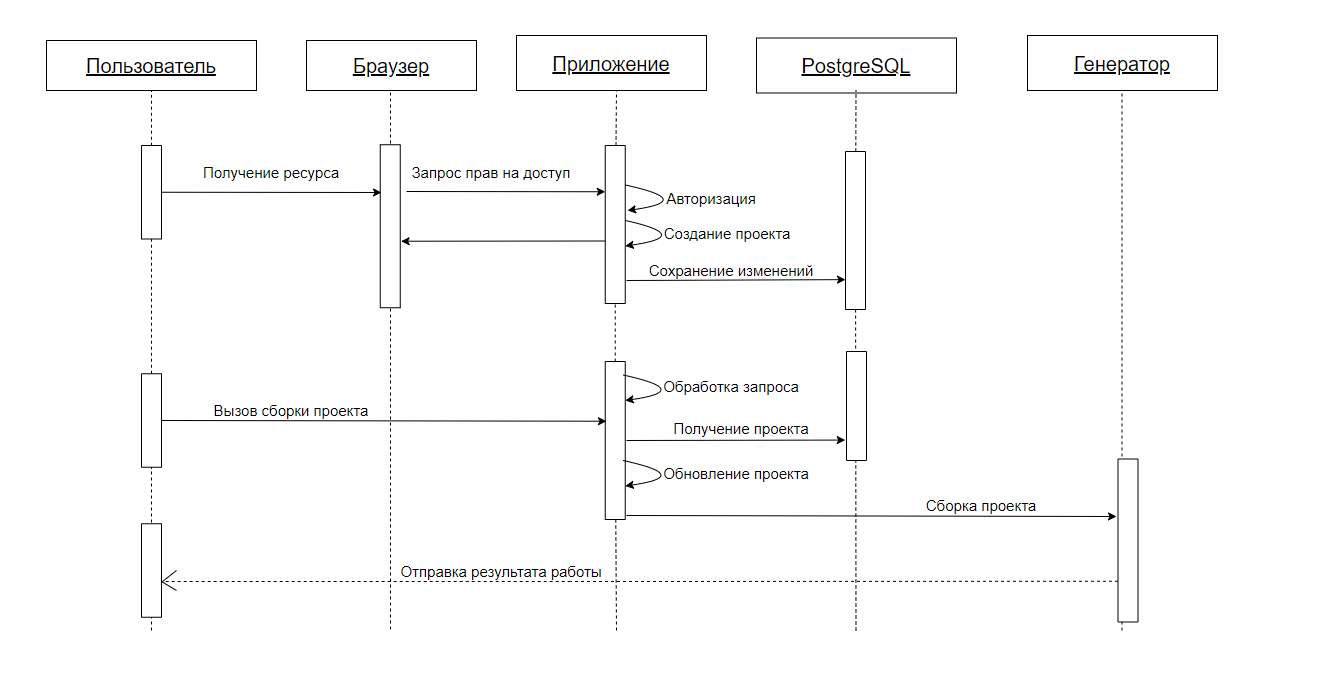 Пользователь
Браузер
Приложение
PostgreSQL
Генератор
Получение ресурса
Запрос прав на доступ
Авторизация
Создание проекта
Сохранение изменений
Обработка запроса
Вызов сборки проекта
Получение проекта
Обновление проекта
Сборка проекта
Отправка результата работы